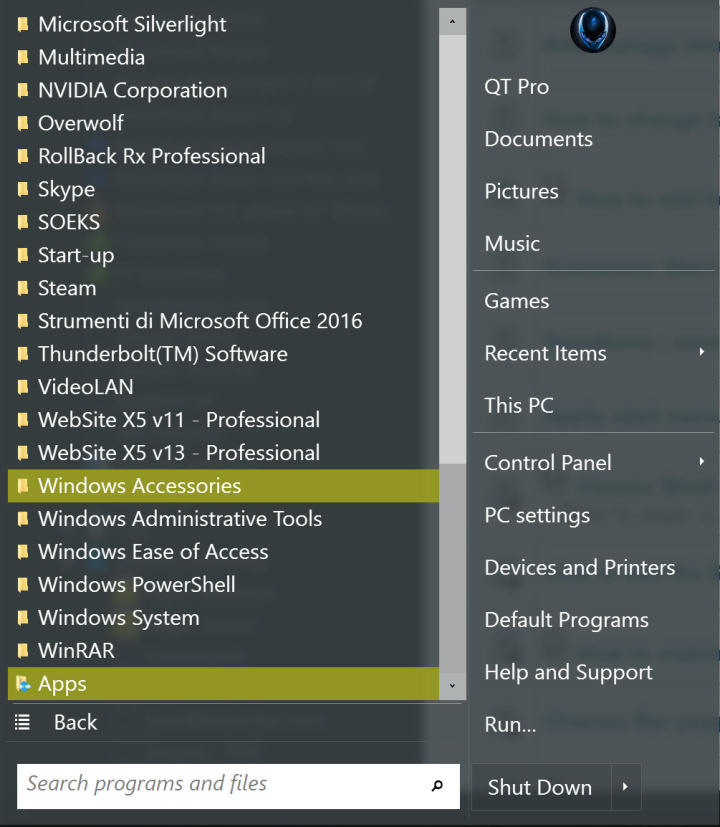 Microsoft Silverlight
Multimedia
NVIDIA Corporation
Overwolf
RollBack Rx Professional
Skype
SOEKS
Start-up
Steam
Strumenti di Microsoft Office 2016
Thunderbolt(TM) Software
VideoLAN
WebSite X5 v11 - Professional
WebSite X5 v13 - Professional
Windows Accessories
Windows Administrative Tools
Windows Ease of Access
Windows PowerShell
Windows System
WinRAR
Apps
Back
Search programs and files
QT Pro
Documents
Pictures
Music
Games
Recent Items
This PC
Control Panel
PC settings
Devices and Printers
Default Programs
Help and Support
Run...
Shut Down